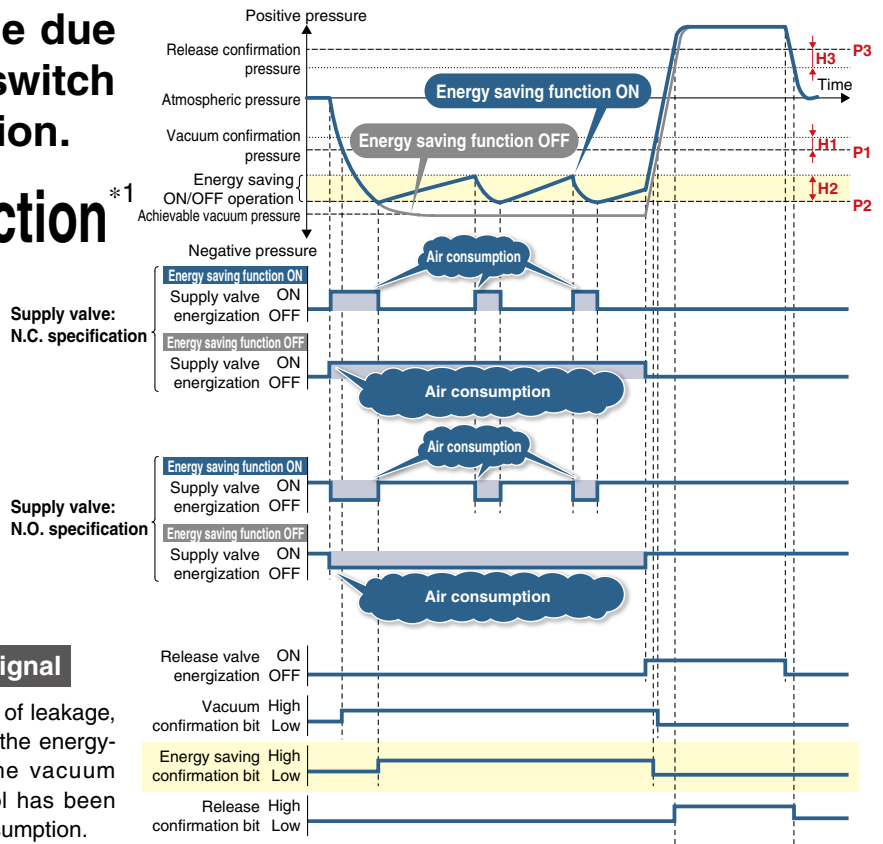 e due
switch
ion.
ction*1
Positive pressure
Release confirmation
pressure
P3
H3
Time
Atmospheric pressure
Energy saving function ON
Vacuum confirmation
pressure
H1
P1
Energy saving function OFF
Energy saving
ON/OFF operation
H2
P2
Achievable vacuum pressure
Negative pressure
Supply valve:
N.C. specification
Energy saving function ON
Air consumption
Supply valve ON
energization OFF
Energy saving function OFF
Supply valve ON
energization OFF
Air consumption
Supply valve:
N.O. specification
Energy saving function ON
Air consumption
Supply valve ON
energization OFF
Energy saving function OFF
Supply valve ON
energization OFF
Air consumption
ignal
of leakage,
the energy-
ne vacuum
ol has been
sumption.
Release valve ON
energization OFF
Vacuum High
confirmation bit Low
Energy saving High
confirmation bit Low
Release High
confirmation bit Low